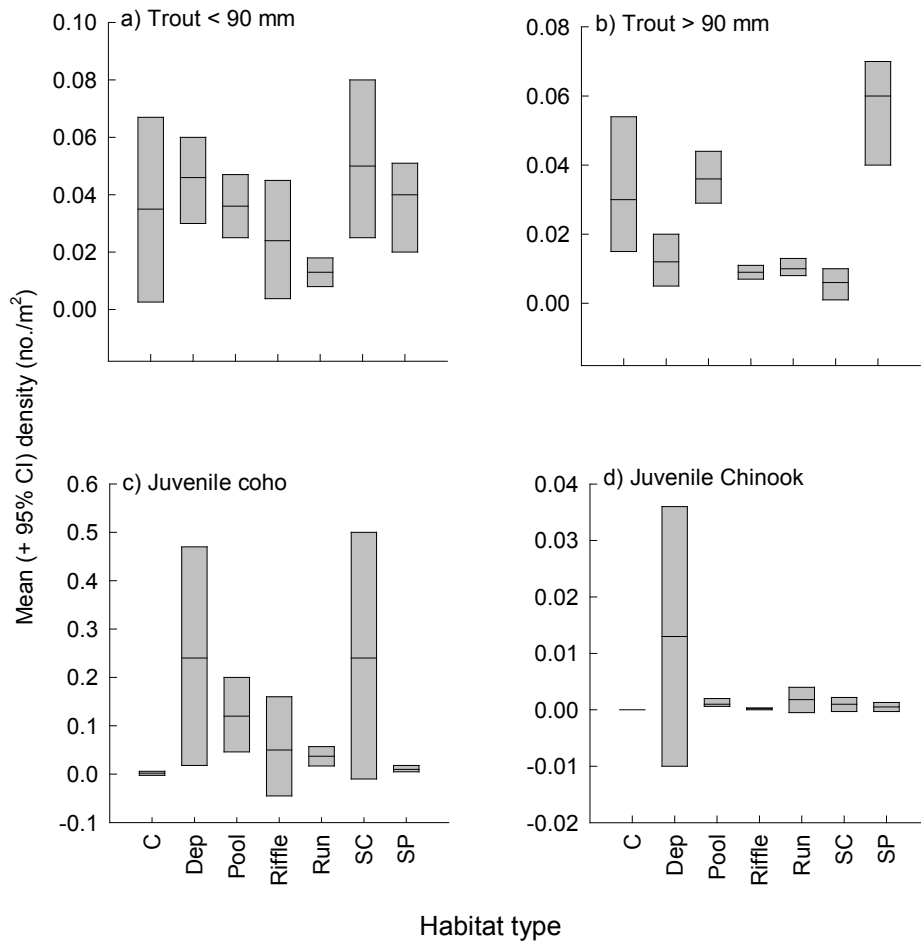 a) Trout < 90 mm
0.10
0.08
0.06
0.04
0.02
0.00
b) Trout > 90 mm
0.08
0.06
0.04
0.02
0.00
Mean (+ 95% CI) density (no./m²)
c) Juvenile coho
0.6
0.5
0.4
0.3
0.2
0.1
0.0
-0.1
C
Dep
Pool
Riffle
Run
SC
SP
d) Juvenile Chinook
0.04
0.03
0.02
0.01
0.00
-0.01
-0.02
C
Dep
Pool
Riffle
Run
SC
SP
Habitat type